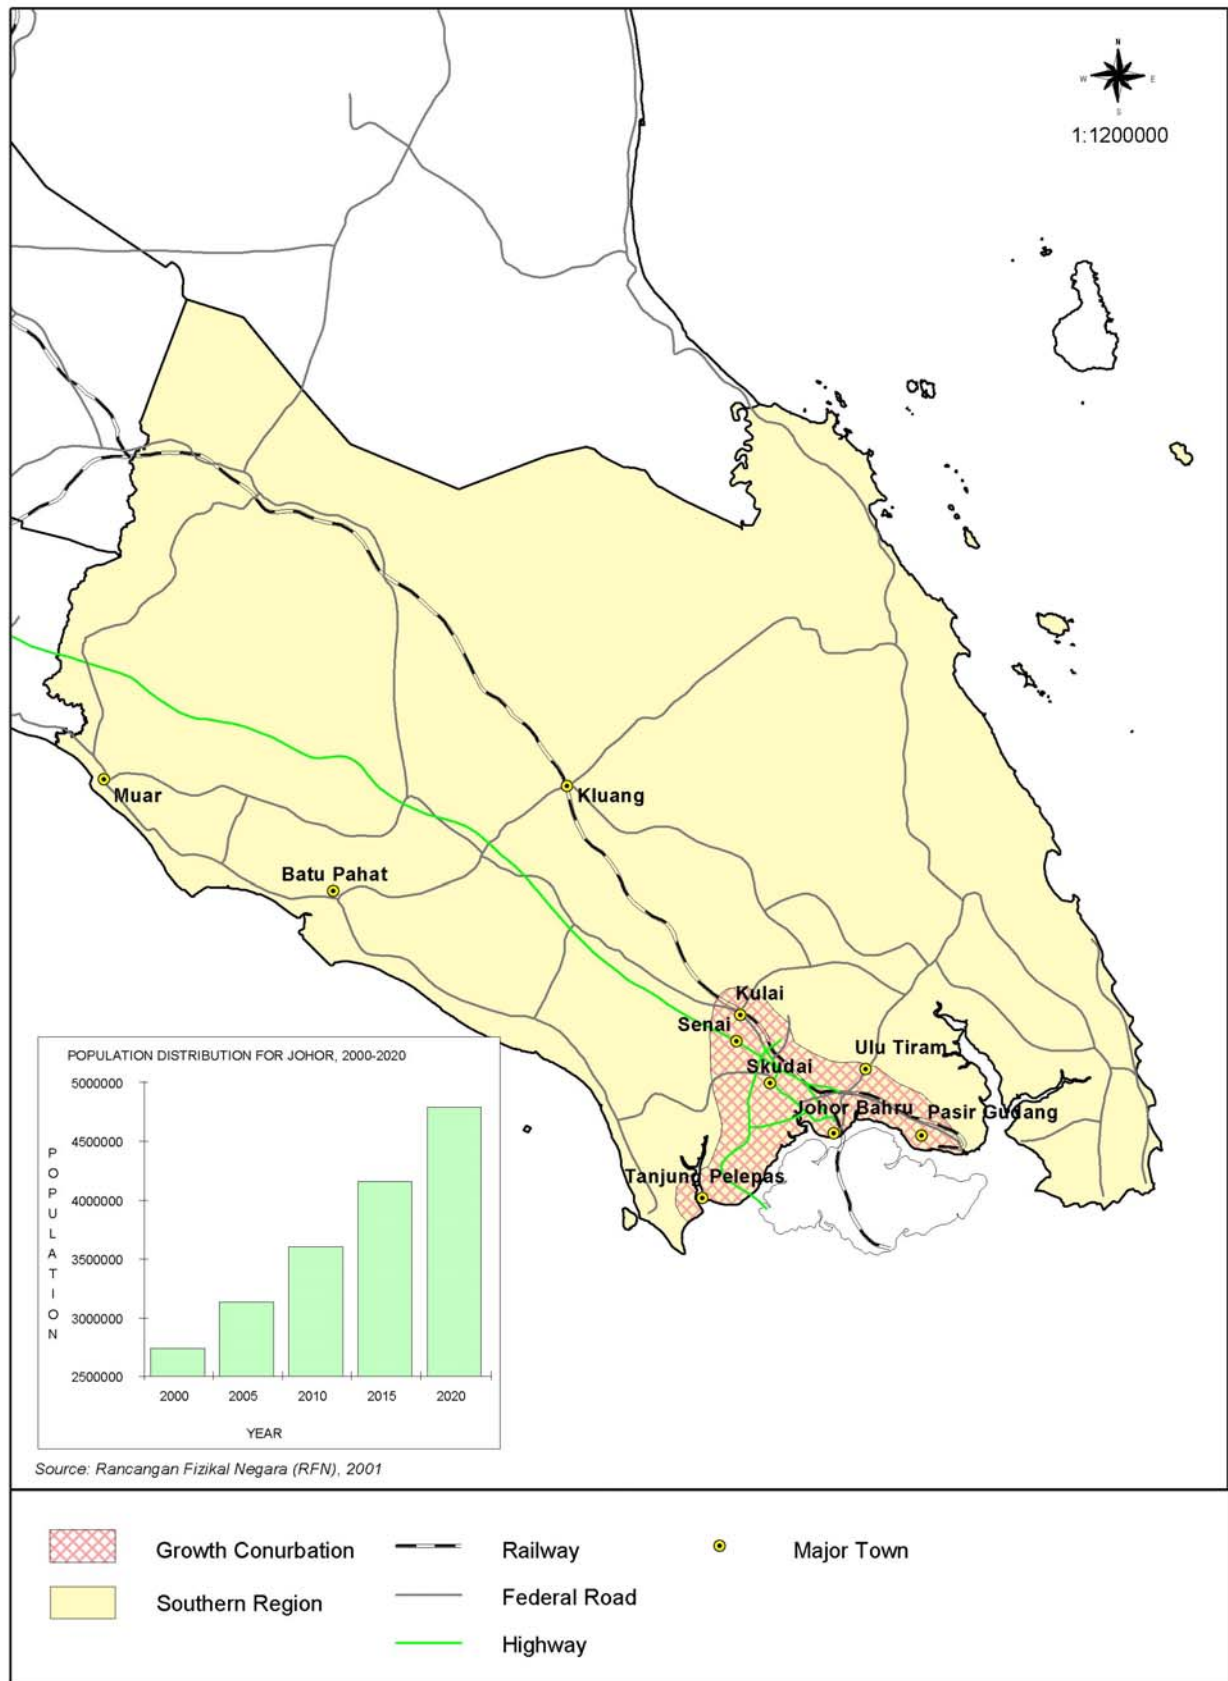 N
W
E
S
1:1200000
Muar
Kluang
Batu Pahat
Kulai
Senai
Ulu Tiram
Skudai
Johor Bahru
Pasir Gudang
Tanjung Pelepas
POPULATION DISTRIBUTION FOR JOHOR, 2000-2020
5000000
4500000
4000000
3500000
3000000
2500000
POPULATION
2000 2005 2010 2015 2020
YEAR
Source: Rancangan Fizikal Negara (RFN), 2001
Growth Conurbation
Railway
Major Town
Southern Region
Federal Road
Highway